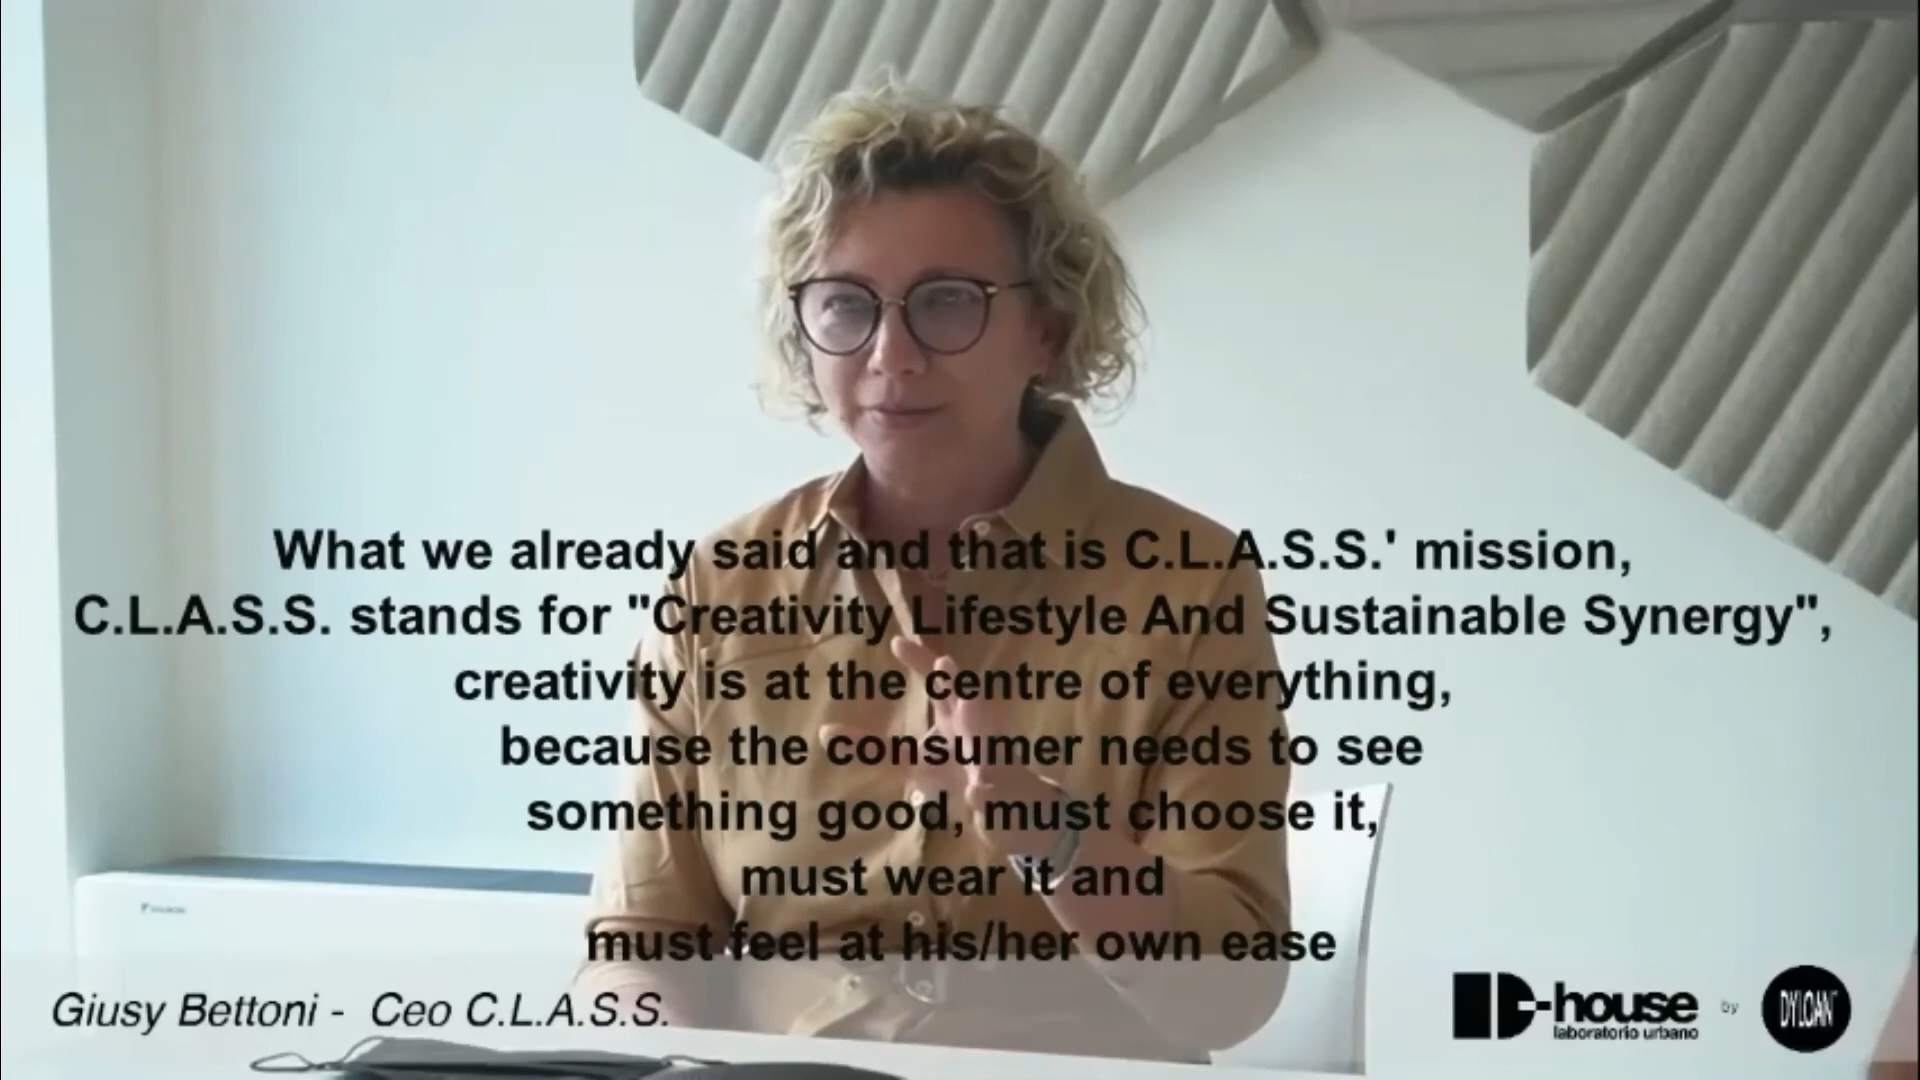 What we already said and that is C.L.A.S.S.' mission,
C.L.A.S.S. stands for "Creativity Lifestyle And Sustainable Synergy",
creativity is at the centre of everything,
because the consumer needs to see
something good, must choose it,
must wear it and
must feel at his/her own ease
DAIKIN
Giusy Bettoni - Ceo C.L.A.S.S.
D-house
laboratorio urbano
by
DYLOAN